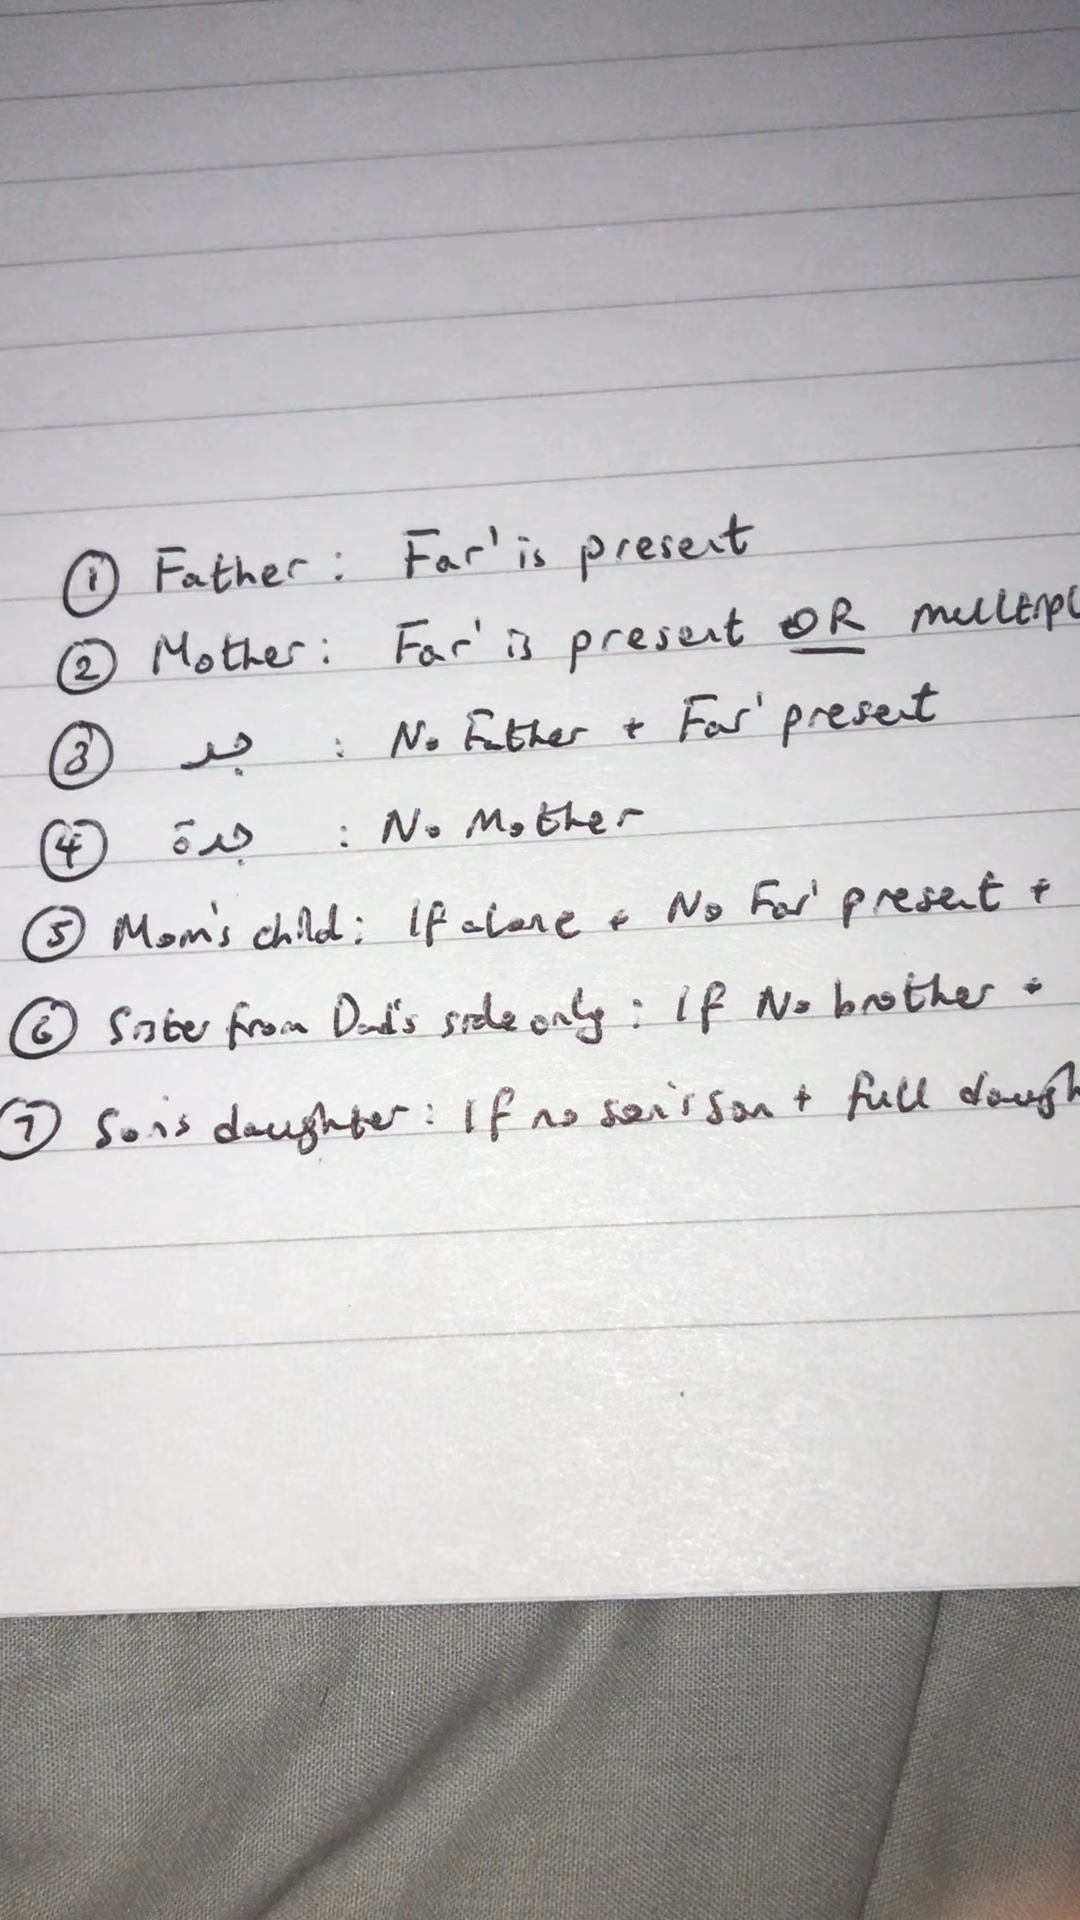 ① Father: Far' is present
② Mother: Far' is present OR
③ جد : No Father + Far' present
④ جدة : No Mother
⑤ Mom's child: If alone + No Far' present +
⑥ Sister from Dad's side only: If No brother +
⑦ Son's daughter: If no son's son + full